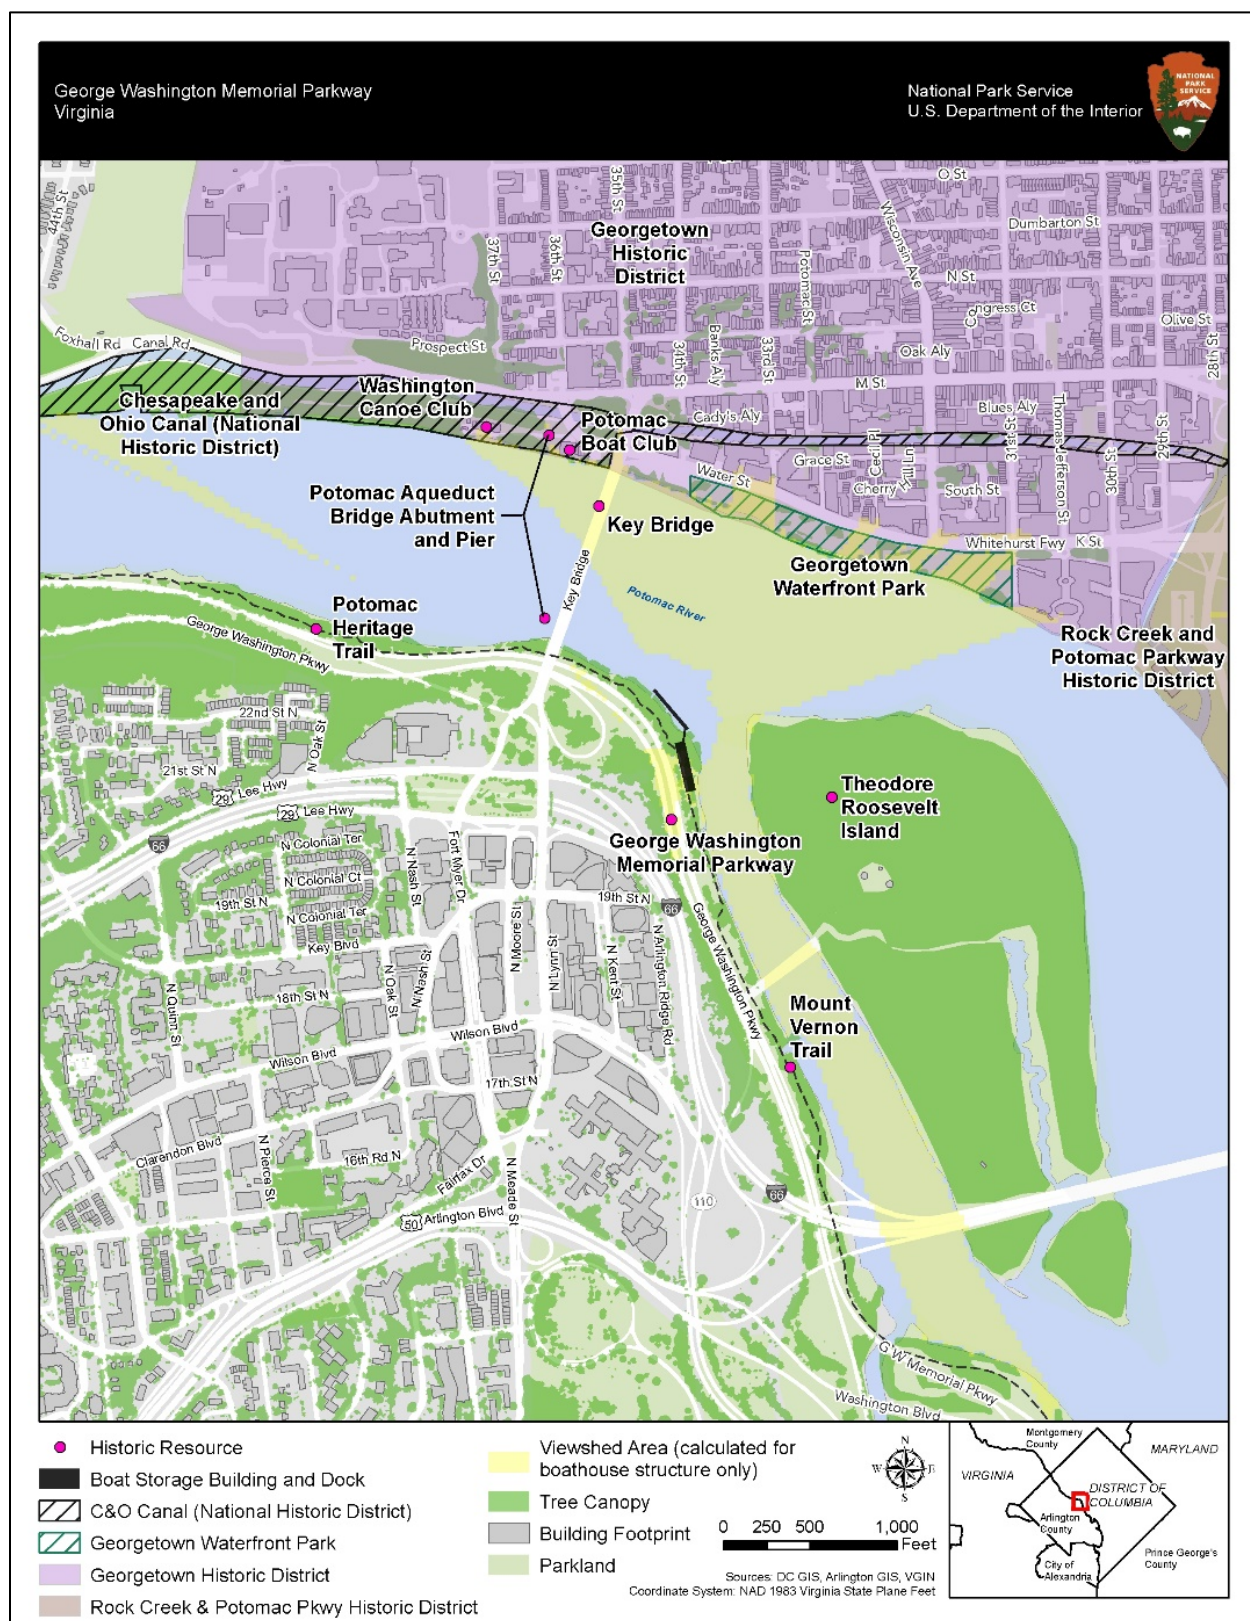 George Washington Memorial Parkway
Virginia
National Park Service
U.S. Department of the Interior
NATIONAL
PARK
SERVICE
44th St
35th St
36th St
37th St
Georgetown
Historic
District
Potomac St
Wisconsin Ave
O St
Dumbarton St
N St
Congress Ct
Olive St
28th St
Foxhall Rd
Canal Rd
Prospect St
34th St
Banks Aly
33rd St
Oak Aly
M St
Chesapeake and
Ohio Canal (National
Historic District)
Washington
Canoe Club
Potomac
Boat Club
Cady's Aly
Blues Aly
31st St
Thomas Jefferson St
30th St
29th St
Grace St
Cecil Pl
Cherry
South St
Water St
Whitehurst Fwy
K St
Potomac Aqueduct
Bridge Abutment
and Pier
Key Bridge
Key Bridge
Georgetown
Waterfront Park
Potomac River
Rock Creek and
Potomac Parkway
Historic District
Potomac
Heritage
Trail
George Washington Pkwy
22nd St N
N Oak St
21st St N
29
Lee Hwy
29
Lee Hwy
66
N Colonial Ter
N Colonial Ct
19th St N
N Colonial Ter
Key Blvd
N Nash St
Fort Myer Dr
Theodore
Roosevelt
Island
George Washington
Memorial Parkway
19th St N
66
N Moore St
N Lynn St
N Kent St
N Arlington Ridge Rd
George Washington Pkwy
N Quinn St
18th St N
N Oak St
N Nash St
Wilson Blvd
Wilson Blvd
17th St N
Mount
Vernon
Trail
Clarendon Blvd
N Pierce St
16th Rd N
Fairfax Dr
N Meade St
50
Arlington Blvd
110
66
G W Memorial Pkwy
Washington Blvd
Historic Resource
Boat Storage Building and Dock
C&O Canal (National Historic District)
Georgetown Waterfront Park
Georgetown Historic District
Rock Creek & Potomac Pkwy Historic District
Viewshed Area (calculated for
boathouse structure only)
Tree Canopy
Building Footprint
Parkland
N
W
E
S
0 250 500 1,000
Feet
Sources: DC GIS, Arlington GIS, VGIN
Coordinate System: NAD 1983 Virginia State Plane Feet
Montgomery
County
MARYLAND
VIRGINIA
DISTRICT OF
COLUMBIA
Arlington
County
City of
Alexandria
Prince George's
County